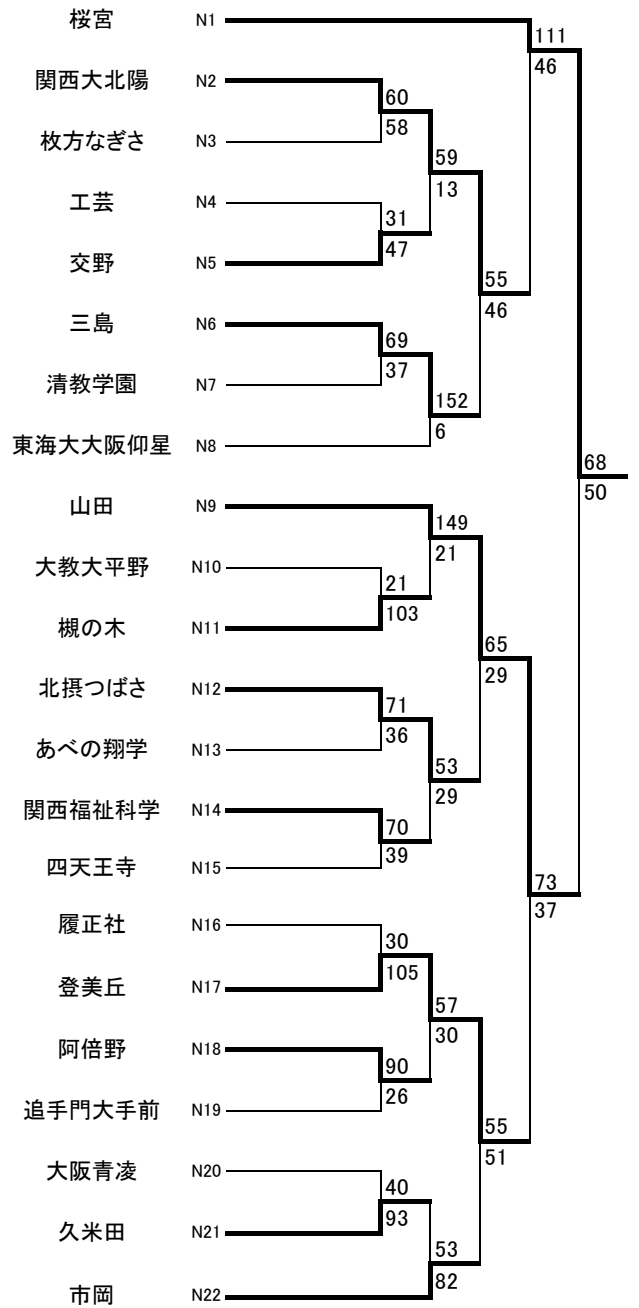 桜宮 N1
111
46
関西大北陽 N2
60
58
枚方なぎさ N3
59
13
工芸 N4
31
47
交野 N5
55
46
三島 N6
69
37
清教学園 N7
152
6
東海大大阪仰星 N8
68
50
山田 N9
149
21
大教大平野 N10
21
103
槻の木 N11
65
29
北摂つばさ N12
71
36
あべの翔学 N13
53
29
関西福祉科学 N14
70
39
四天王寺 N15
73
37
履正社 N16
30
105
登美丘 N17
57
30
阿倍野 N18
90
26
追手門大手前 N19
55
51
大阪青凌 N20
40
93
久米田 N21
53
82
市岡 N22